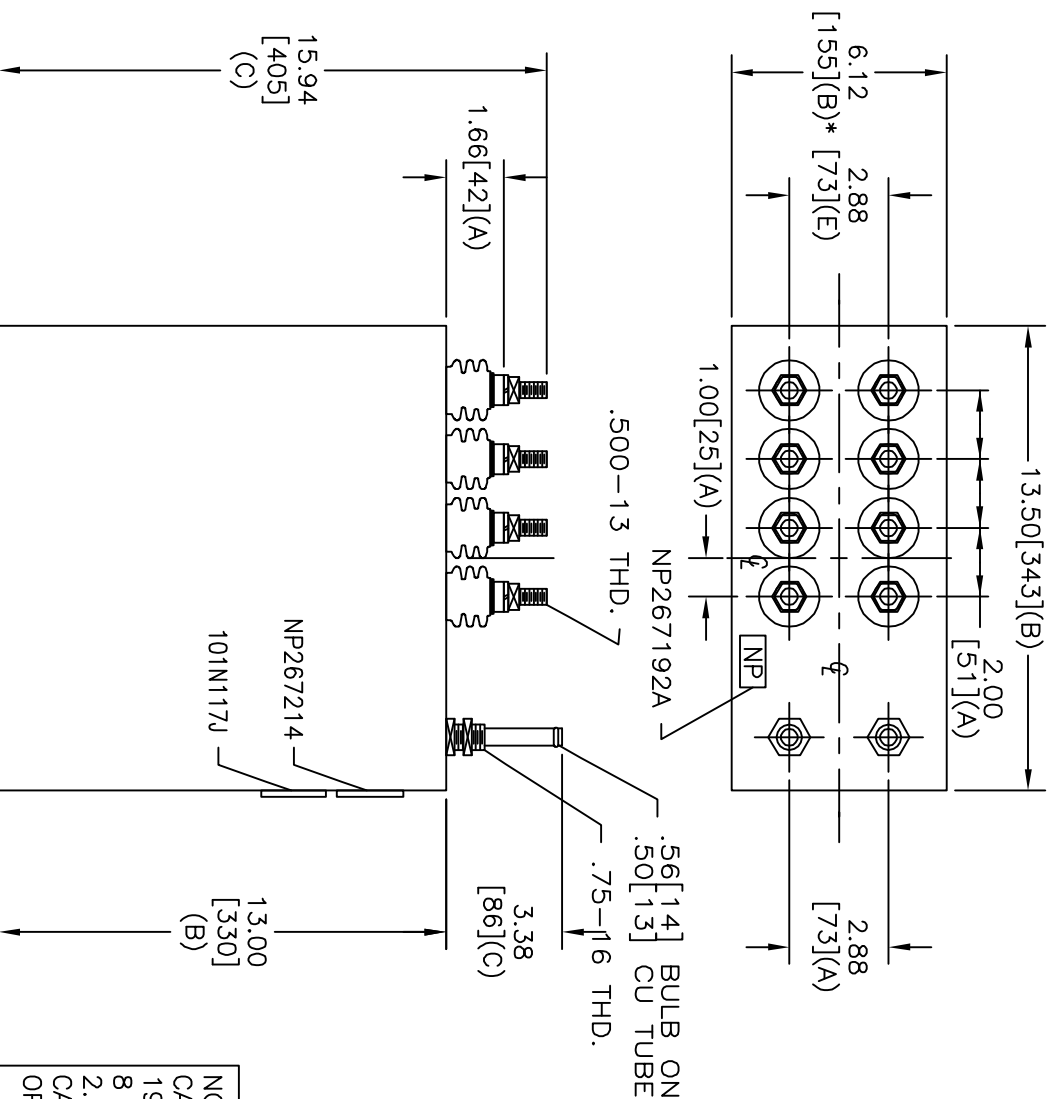 13.50[343](B)
2.00
[51](A)
6.12
[155](B)*
2.88
[73](E)
2.88
[73](A)
1.00[25](A)
℄
℄
NP
NP267192A
.500-13 THD.
.56[14] BULB ON
.50[13] CU TUBE
.75-16 THD.
15.94
[405]
(C)
1.66[42](A)
3.38
[86](C)
13.00
[330]
(B)
NP267214
101N117J
8
2.